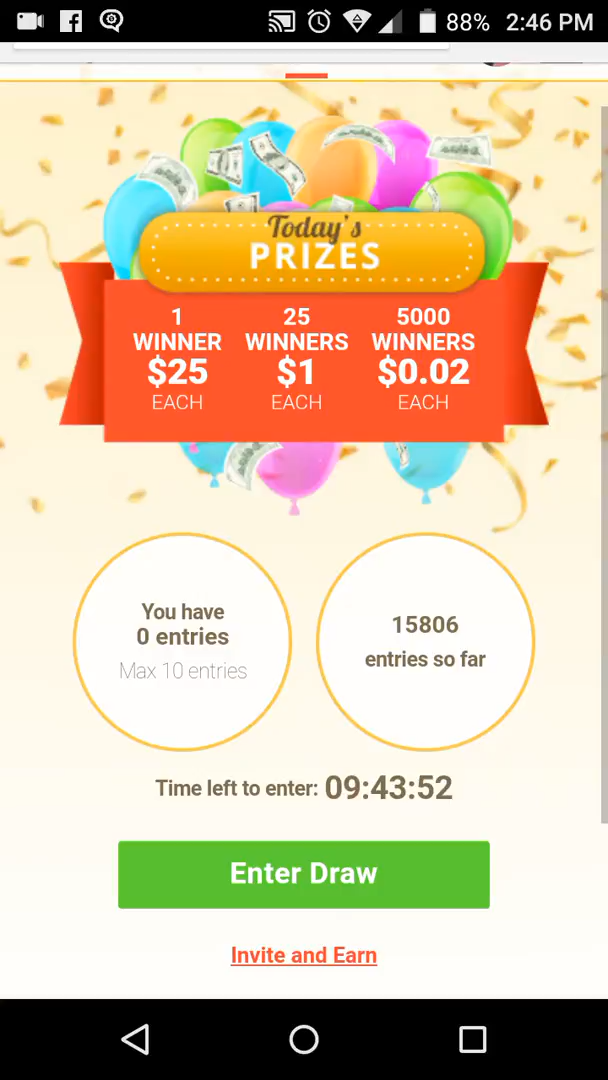 88% 2:46 PM
Today's
PRIZES
1 25 5000
WINNER WINNERS WINNERS
$25 $1 $0.02
EACH EACH EACH
You have
0 entries
Max 10 entries
15806
entries so far
Time left to enter: 09:43:52
Enter Draw
Invite and Earn